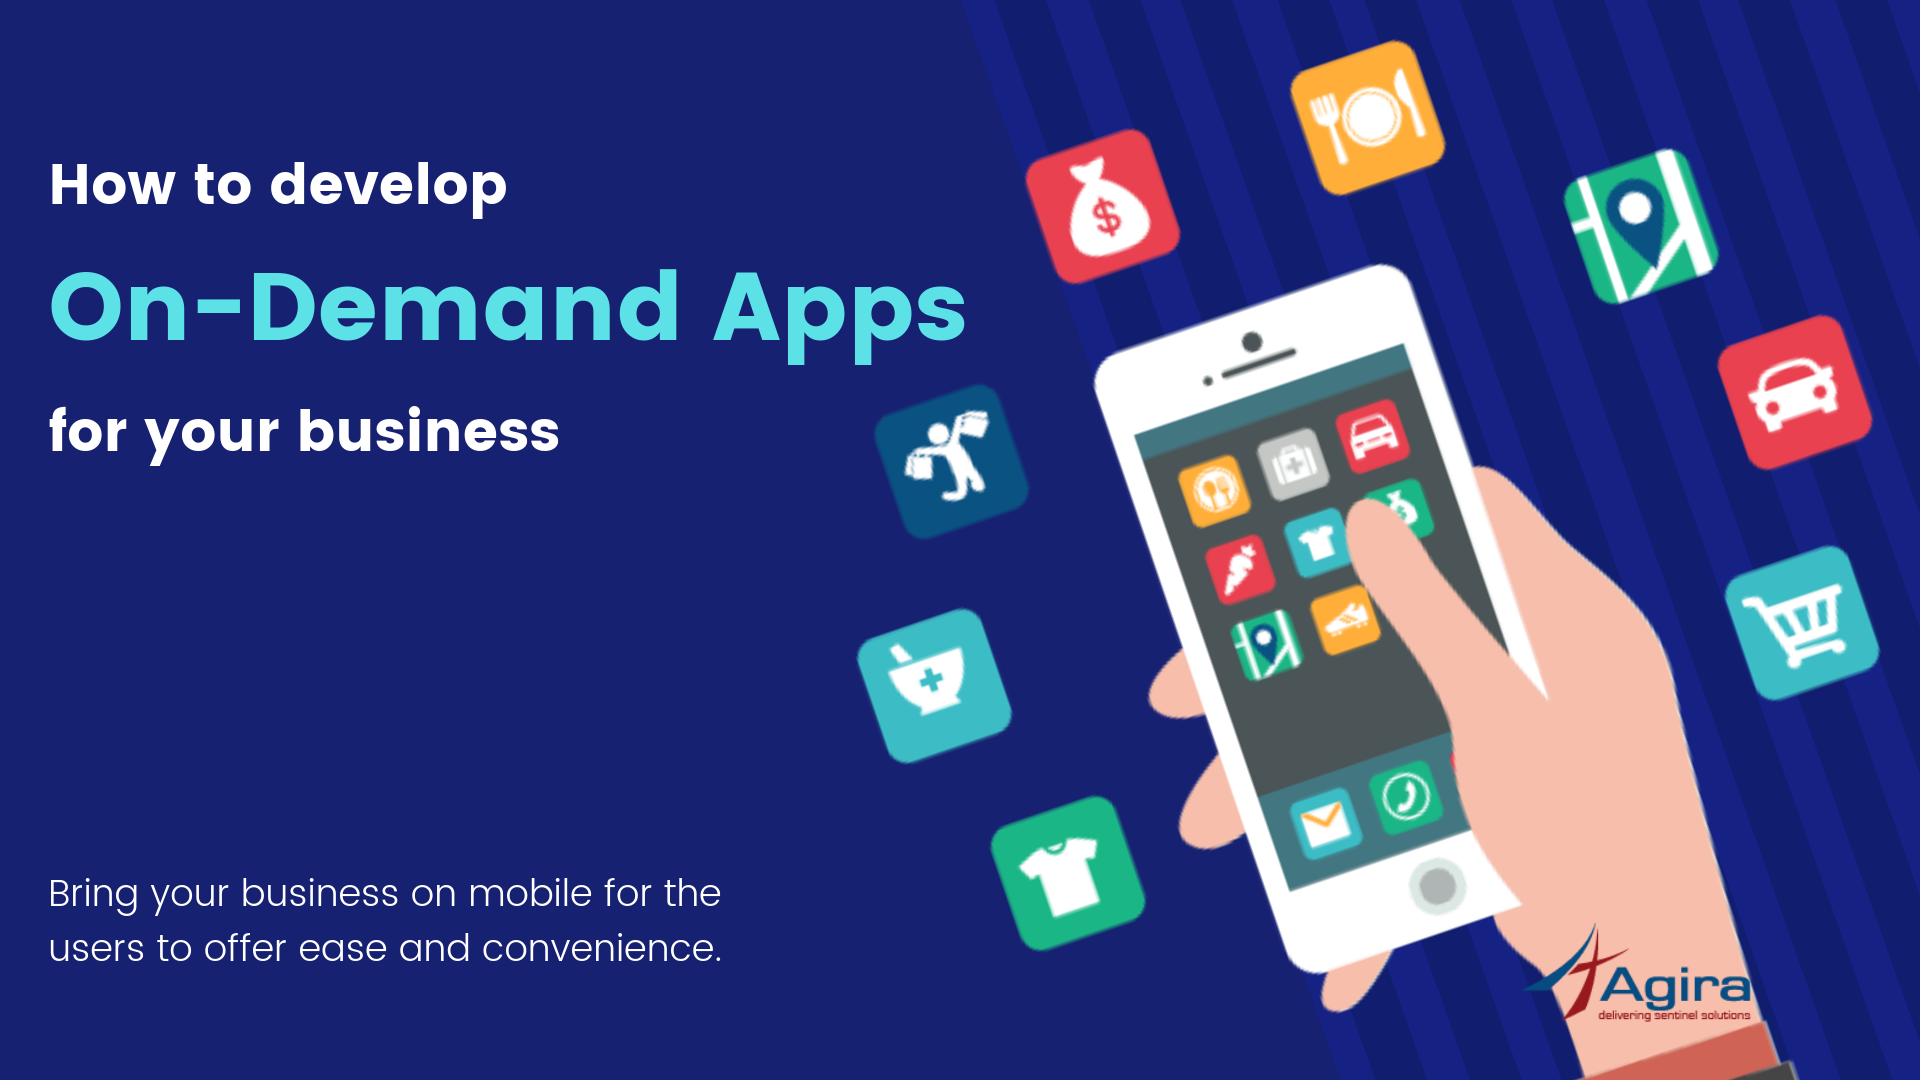 How to develop
On-Demand Apps
for your business
$
$
Bring your business on mobile for the
users to offer ease and convenience.
Agira
delivering sentinel solutions